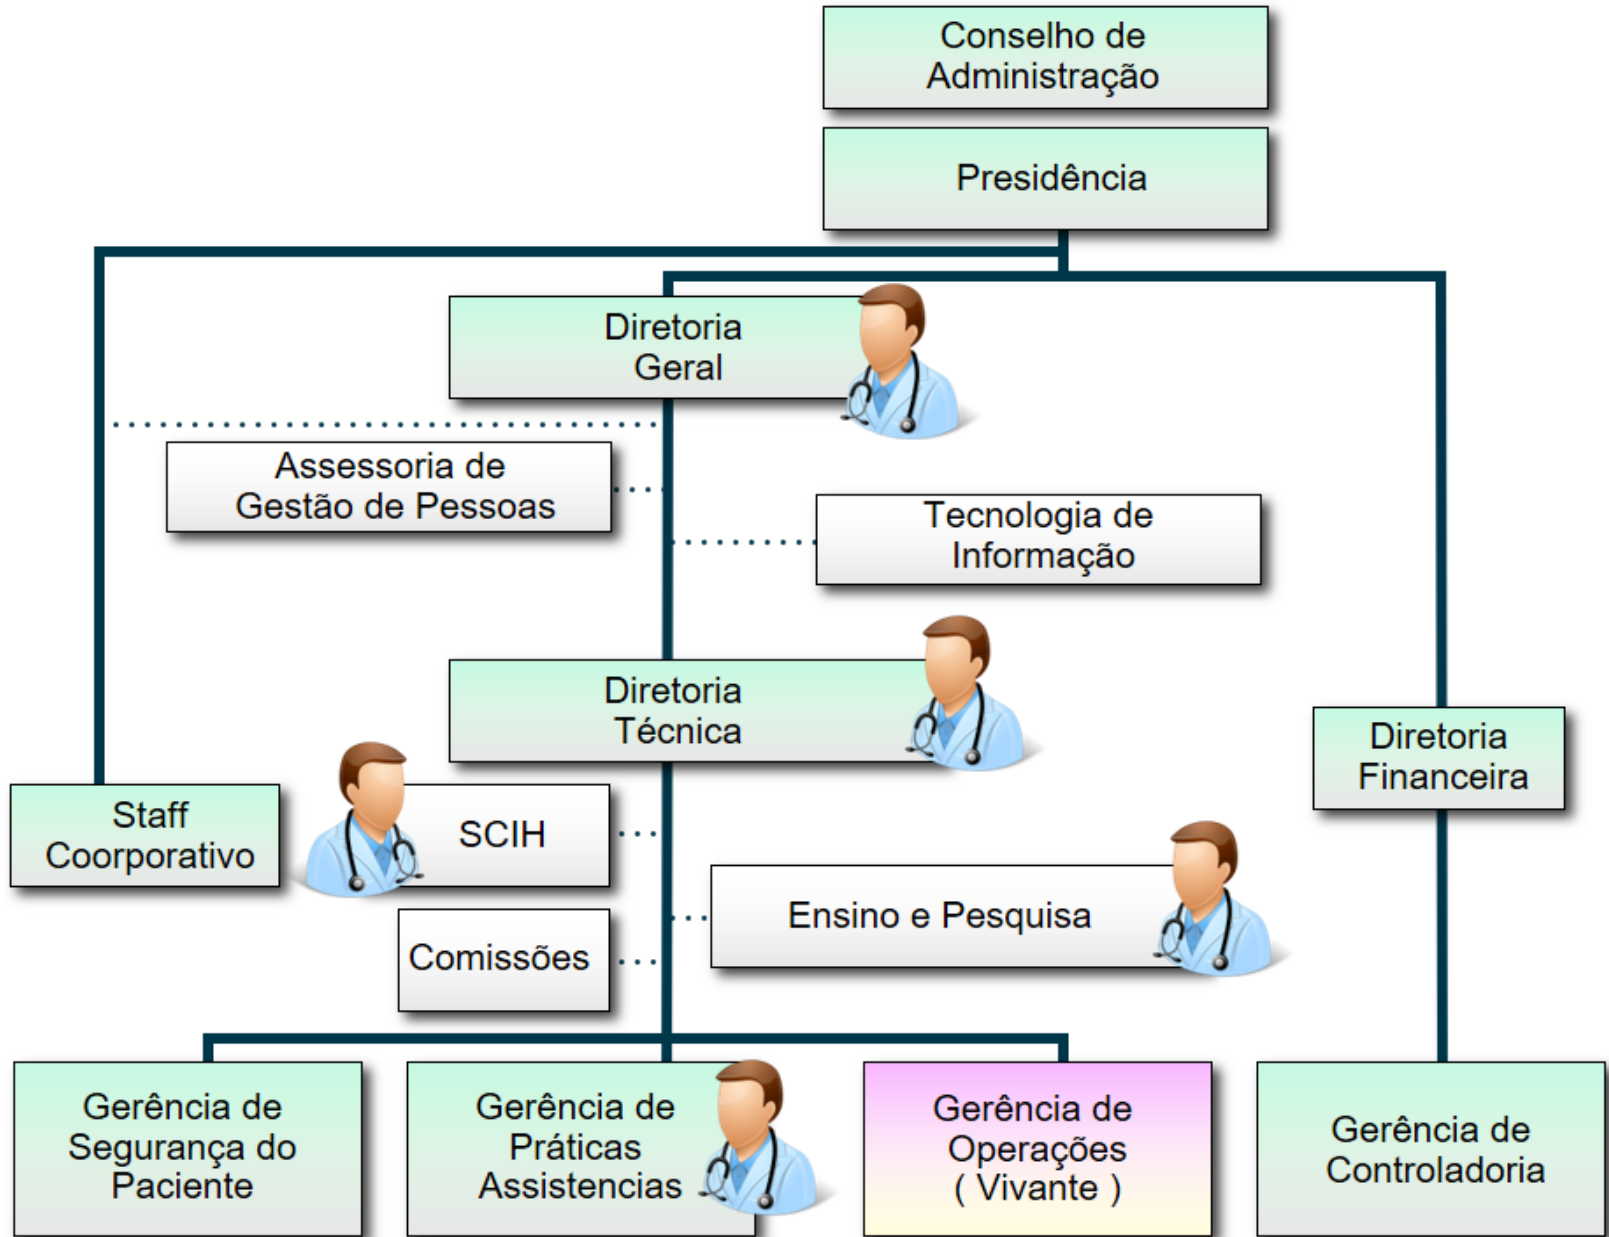 Conselho de
Administração
Presidência
Diretoria
Geral
Assessoria de
Gestão de Pessoas
Tecnologia de
Informação
Diretoria
Técnica
Diretoria
Financeira
Staff
Coorporativo
SCIH
Ensino e Pesquisa
Comissões
Gerência de
Segurança do
Paciente
Gerência de
Práticas
Assistencias
Gerência de
Operações
( Vivante )
Gerência de
Controladoria